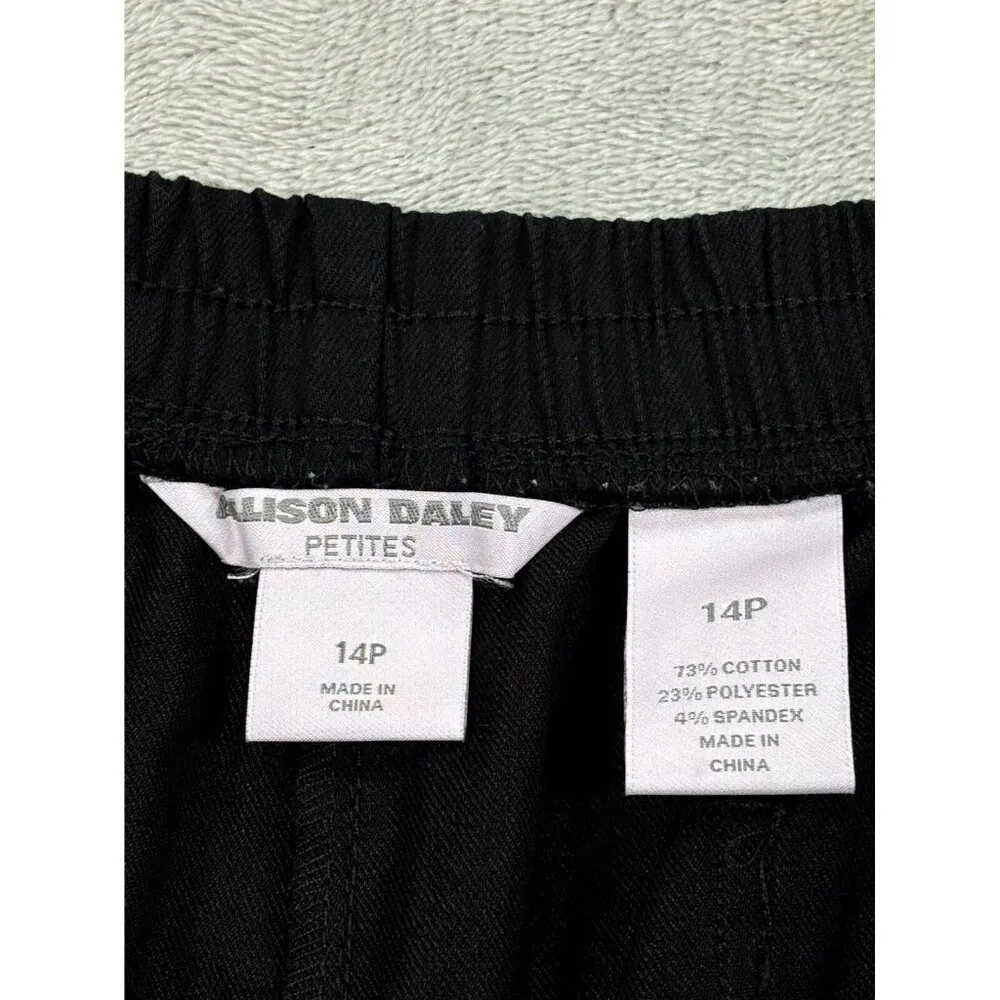 ALISON DALEY
PETITES
14P
MADE IN
CHINA
14P
73% COTTON
23% POLYESTER
4% SPANDEX
MADE IN
CHINA